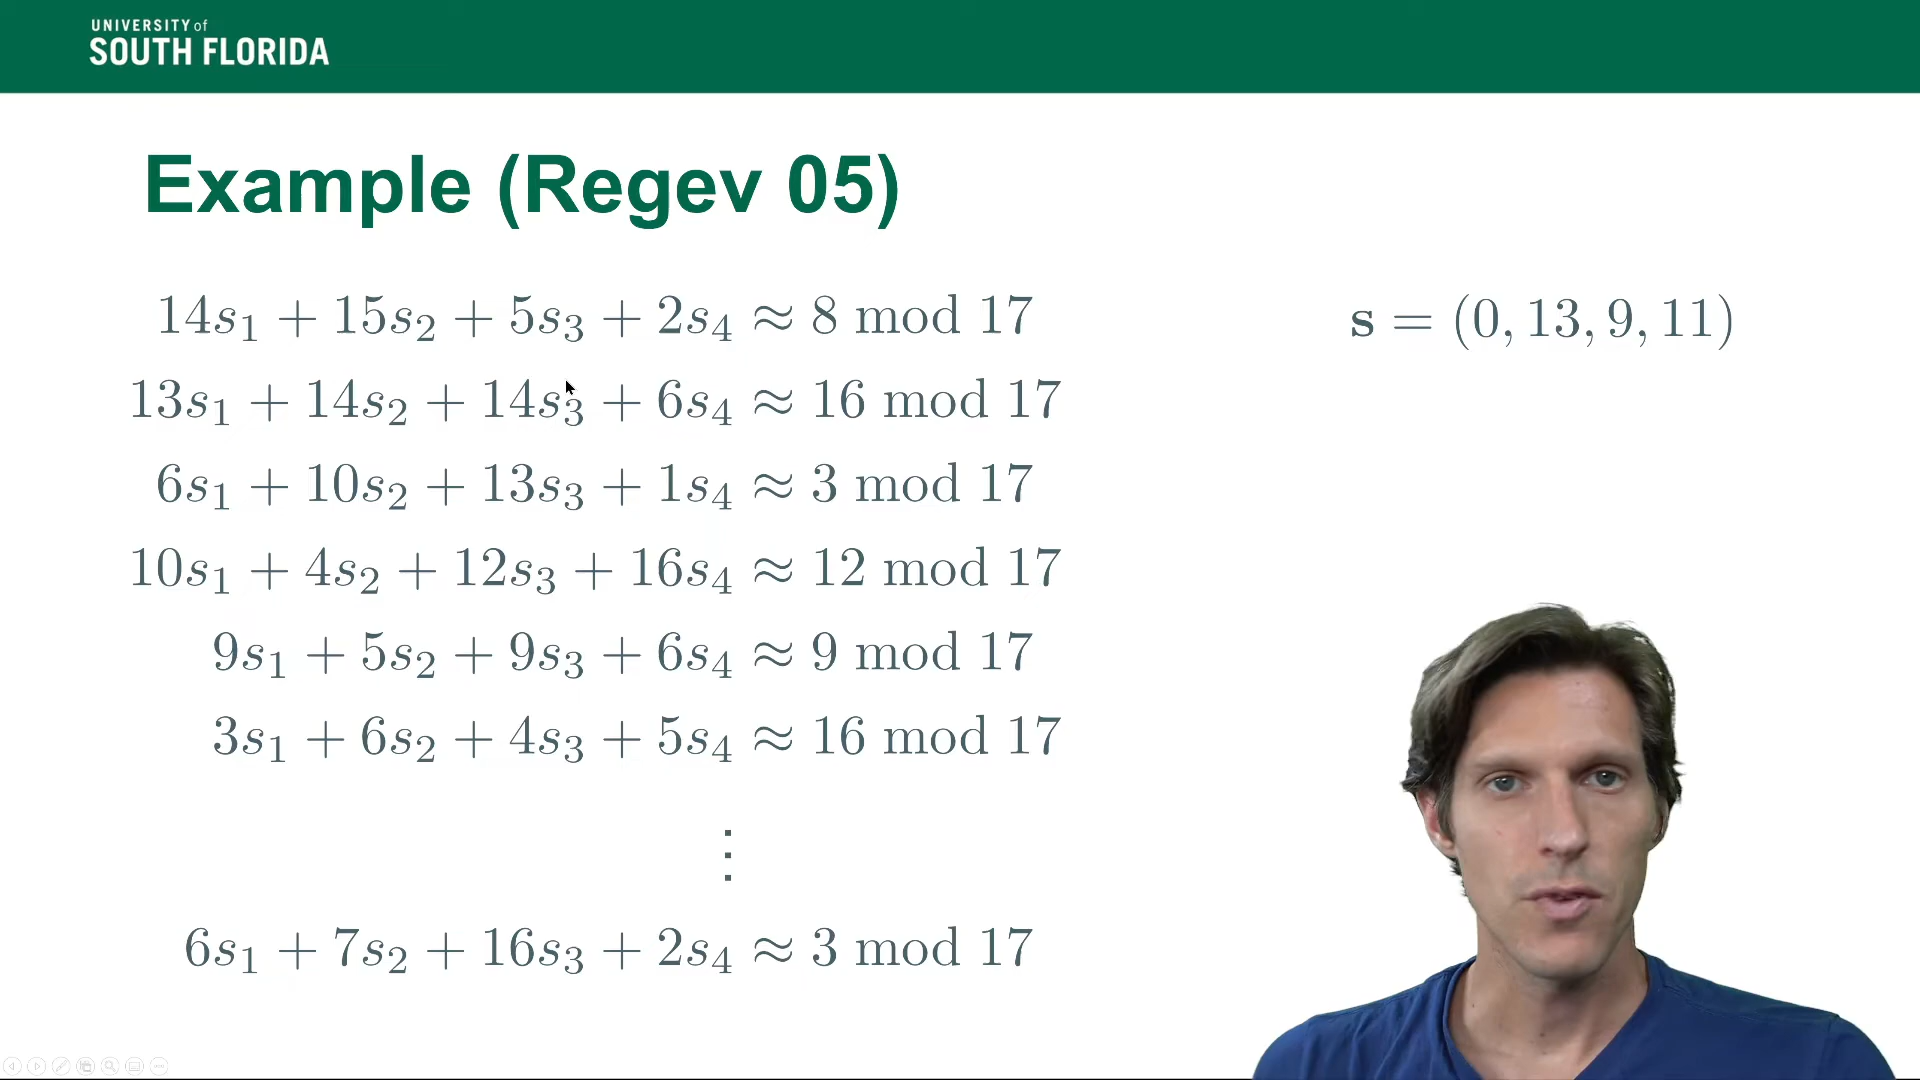 UNIVERSITY of
SOUTH FLORIDA
Example (Regev 05)
14s₁ + 15s₂ + 5s₃ + 2s₄ ≈ 8 mod 17
s = (0, 13, 9, 11)
13s₁ + 14s₂ + 14s₃ + 6s₄ ≈ 16 mod 17
6s₁ + 10s₂ + 13s₃ + 1s₄ ≈ 3 mod 17
10s₁ + 4s₂ + 12s₃ + 16s₄ ≈ 12 mod 17
9s₁ + 5s₂ + 9s₃ + 6s₄ ≈ 9 mod 17
3s₁ + 6s₂ + 4s₃ + 5s₄ ≈ 16 mod 17
⋮
6s₁ + 7s₂ + 16s₃ + 2s₄ ≈ 3 mod 17